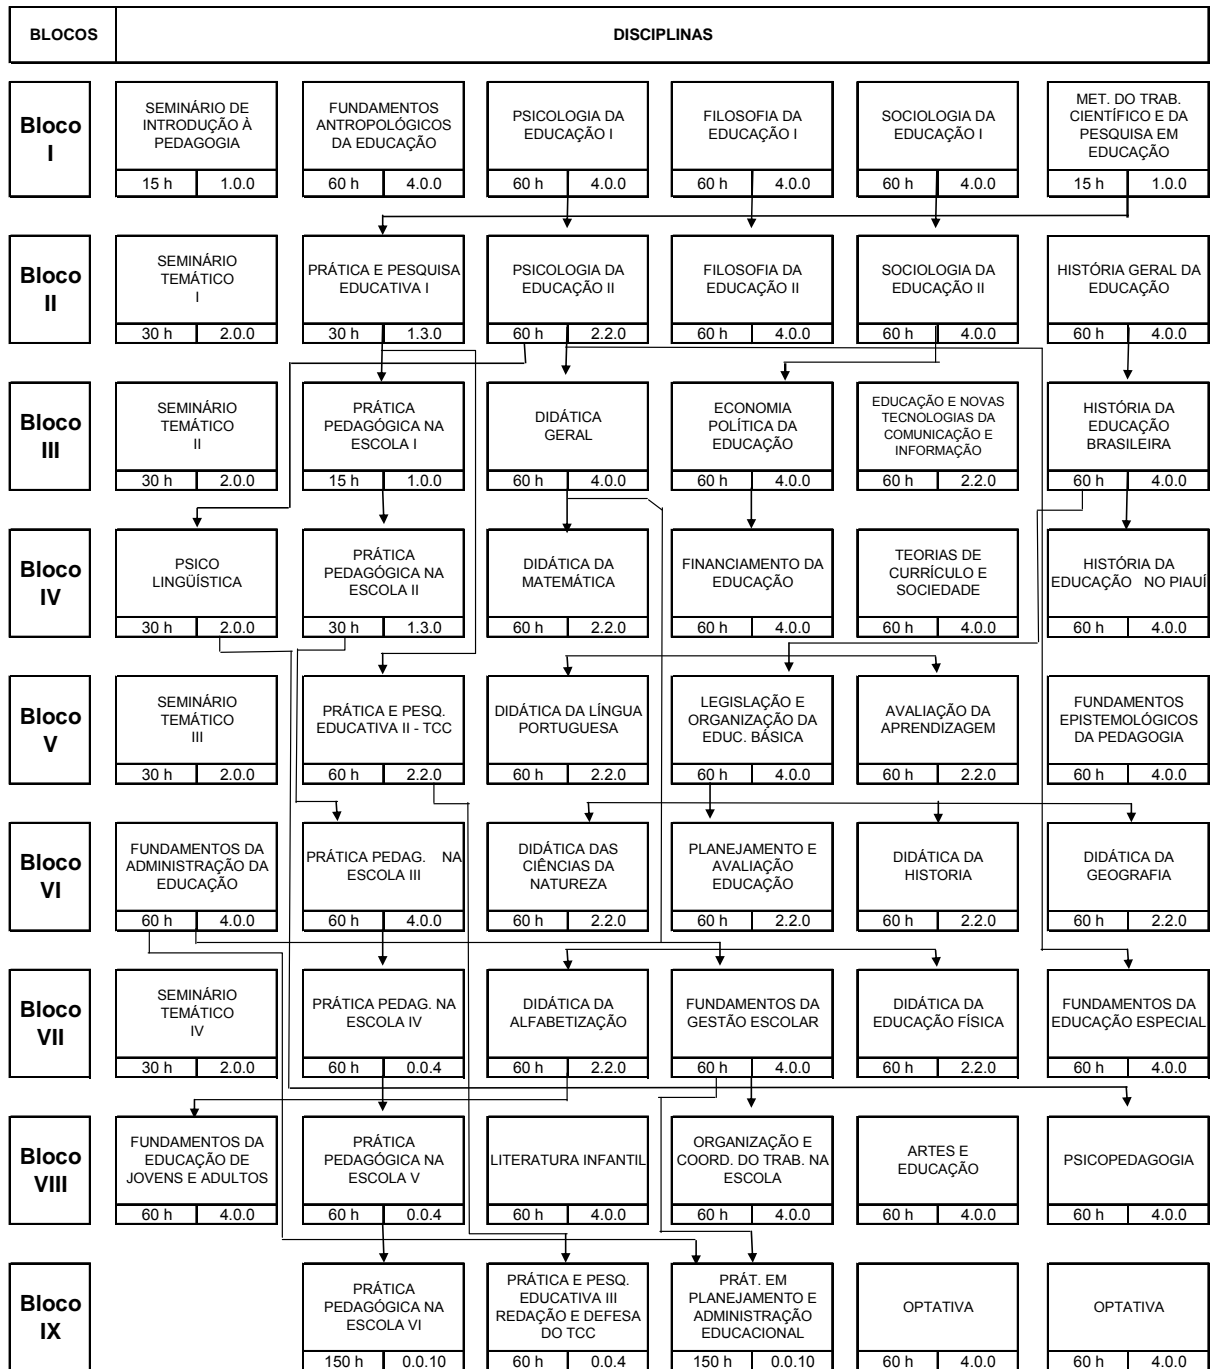 BLOCOS
DISCIPLINAS
Bloco
I
SEMINÁRIO DE
INTRODUÇÃO À
PEDAGOGIA
15 h 1.0.0
FUNDAMENTOS
ANTROPOLÓGICOS
DA EDUCAÇÃO
60 h 4.0.0
PSICOLOGIA DA
EDUCAÇÃO I
60 h 4.0.0
FILOSOFIA DA
EDUCAÇÃO I
60 h 4.0.0
SOCIOLOGIA DA
EDUCAÇÃO I
60 h 4.0.0
MET. DO TRAB.
CIENTÍFICO E DA
PESQUISA EM
EDUCAÇÃO
15 h 1.0.0
Bloco
II
SEMINÁRIO
TEMÁTICO
I
30 h 2.0.0
PRÁTICA E PESQUISA
EDUCATIVA I
30 h 1.3.0
PSICOLOGIA DA
EDUCAÇÃO II
60 h 2.2.0
FILOSOFIA DA
EDUCAÇÃO II
60 h 4.0.0
SOCIOLOGIA DA
EDUCAÇÃO II
60 h 4.0.0
HISTÓRIA GERAL DA
EDUCAÇÃO
60 h 4.0.0
Bloco
III
SEMINÁRIO
TEMÁTICO
II
30 h 2.0.0
PRÁTICA
PEDAGÓGICA NA
ESCOLA I
15 h 1.0.0
DIDÁTICA
GERAL
60 h 4.0.0
ECONOMIA
POLÍTICA DA
EDUCAÇÃO
60 h 4.0.0
EDUCAÇÃO E NOVAS
TECNOLOGIAS DA
COMUNICAÇÃO E
INFORMAÇÃO
60 h 2.2.0
HISTÓRIA DA
EDUCAÇÃO
BRASILEIRA
60 h 4.0.0
Bloco
IV
PSICO
LINGÜÍSTICA
30 h 2.0.0
PRÁTICA
PEDAGÓGICA NA
ESCOLA II
30 h 1.3.0
DIDÁTICA DA
MATEMÁTICA
60 h 2.2.0
FINANCIAMENTO DA
EDUCAÇÃO
60 h 4.0.0
TEORIAS DE
CURRÍCULO E
SOCIEDADE
60 h 4.0.0
HISTÓRIA DA
EDUCAÇÃO NO PIAUÍ
60 h 4.0.0
Bloco
V
SEMINÁRIO
TEMÁTICO
III
30 h 2.0.0
PRÁTICA E PESQ.
EDUCATIVA II - TCC
60 h 2.2.0
DIDÁTICA DA LÍNGUA
PORTUGUESA
60 h 2.2.0
LEGISLAÇÃO E
ORGANIZAÇÃO DA
EDUC. BÁSICA
60 h 4.0.0
AVALIAÇÃO DA
APRENDIZAGEM
60 h 2.2.0
FUNDAMENTOS
EPISTEMOLÓGICOS
DA PEDAGOGIA
60 h 4.0.0
Bloco
VI
FUNDAMENTOS DA
ADMINISTRAÇÃO DA
EDUCAÇÃO
60 h 4.0.0
PRÁTICA PEDAG. NA
ESCOLA III
60 h 4.0.0
DIDÁTICA DAS
CIÊNCIAS DA
NATUREZA
60 h 2.2.0
PLANEJAMENTO E
AVALIAÇÃO
EDUCAÇÃO
60 h 2.2.0
DIDÁTICA DA
HISTORIA
60 h 2.2.0
DIDÁTICA DA
GEOGRAFIA
60 h 2.2.0
Bloco
VII
SEMINÁRIO
TEMÁTICO
IV
30 h 2.0.0
PRÁTICA PEDAG. NA
ESCOLA IV
60 h 0.0.4
DIDÁTICA DA
ALFABETIZAÇÃO
60 h 2.2.0
FUNDAMENTOS DA
GESTÃO ESCOLAR
60 h 4.0.0
DIDÁTICA DA
EDUCAÇÃO FÍSICA
60 h 2.2.0
FUNDAMENTOS DA
EDUCAÇÃO ESPECIAL
60 h 4.0.0
Bloco
VIII
FUNDAMENTOS DA
EDUCAÇÃO DE
JOVENS E ADULTOS
60 h 4.0.0
PRÁTICA
PEDAGÓGICA NA
ESCOLA V
60 h 0.0.4
LITERATURA INFANTIL
60 h 4.0.0
ORGANIZAÇÃO E
COORD. DO TRAB. NA
ESCOLA
60 h 4.0.0
ARTES E
EDUCAÇÃO
60 h 4.0.0
PSICOPEDAGOGIA
60 h 4.0.0
Bloco
IX
PRÁTICA
PEDAGÓGICA NA
ESCOLA VI
150 h 0.0.10
PRÁTICA E PESQ.
EDUCATIVA III
REDAÇÃO E DEFESA
DO TCC
60 h 0.0.4
PRÁT. EM
PLANEJAMENTO E
ADMINISTRAÇÃO
EDUCACIONAL
150 h 0.0.10
OPTATIVA
60 h 4.0.0
OPTATIVA
60 h 4.0.0